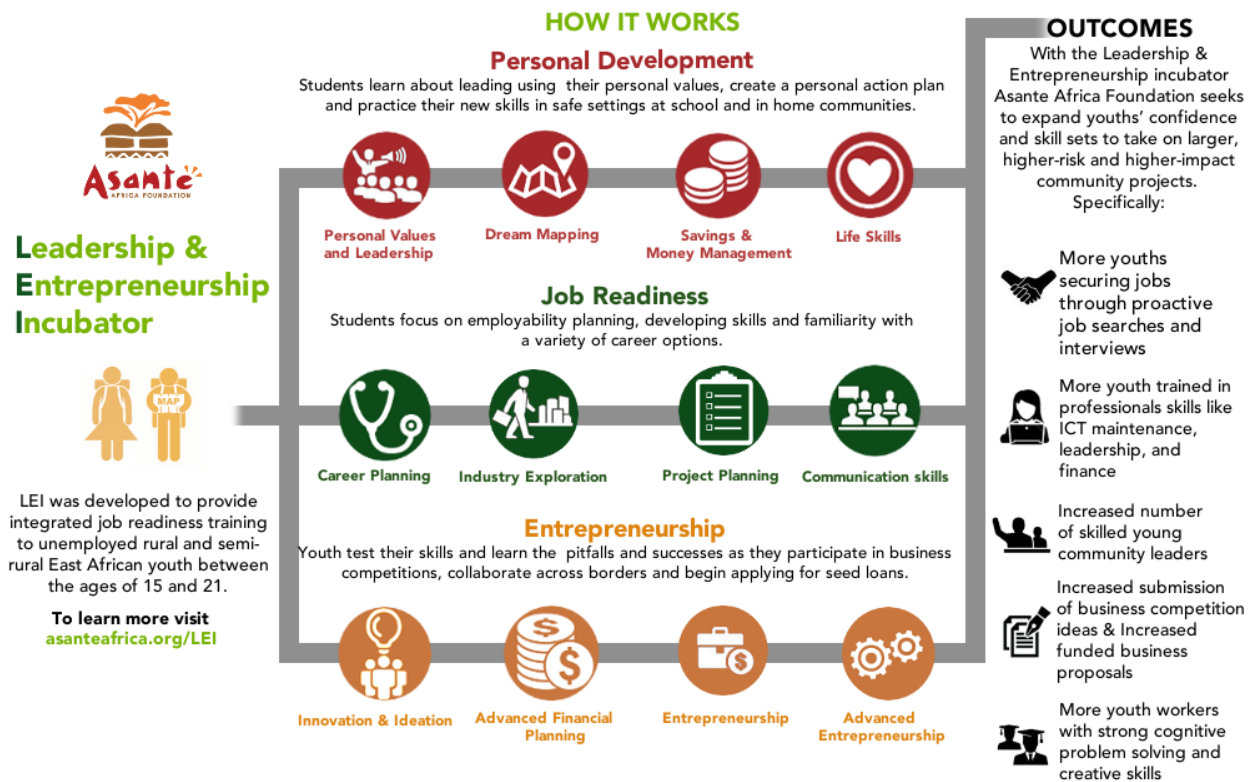 Asante
AFRICA FOUNDATION
Leadership &
Entrepreneurship
Incubator
MAP
LEI was developed to provide
integrated job readiness training
to unemployed rural and semi-
rural East African youth between
the ages of 15 and 21.
To learn more visit
asanteafrica.org/LEI
HOW IT WORKS
Personal Development
Students learn about leading using their personal values, create a personal action plan
and practice their new skills in safe settings at school and in home communities.
Personal Values
and Leadership
Dream Mapping
Savings &
Money Management
Life Skills
Job Readiness
Students focus on employability planning, developing skills and familiarity with
a variety of career options.
Career Planning
Industry Exploration
Project Planning
Communication skills
Entrepreneurship
Youth test their skills and learn the pitfalls and successes as they participate in business
competitions, collaborate across borders and begin applying for seed loans.
$
$
$
Innovation & Ideation
Advanced Financial
Planning
Entrepreneurship
Advanced
Entrepreneurship
OUTCOMES
With the Leadership &
Entrepreneurship incubator
Asante Africa Foundation seeks
to expand youths' confidence
and skill sets to take on larger,
higher-risk and higher-impact
community projects.
Specifically:
More youths
securing jobs
through proactive
job searches and
interviews
More youth trained in
professionals skills like
ICT maintenance,
leadership, and
finance
Increased number
of skilled young
community leaders
Increased submission
of business competition
ideas & Increased
funded business
proposals
More youth workers
with strong cognitive
problem solving and
creative skills